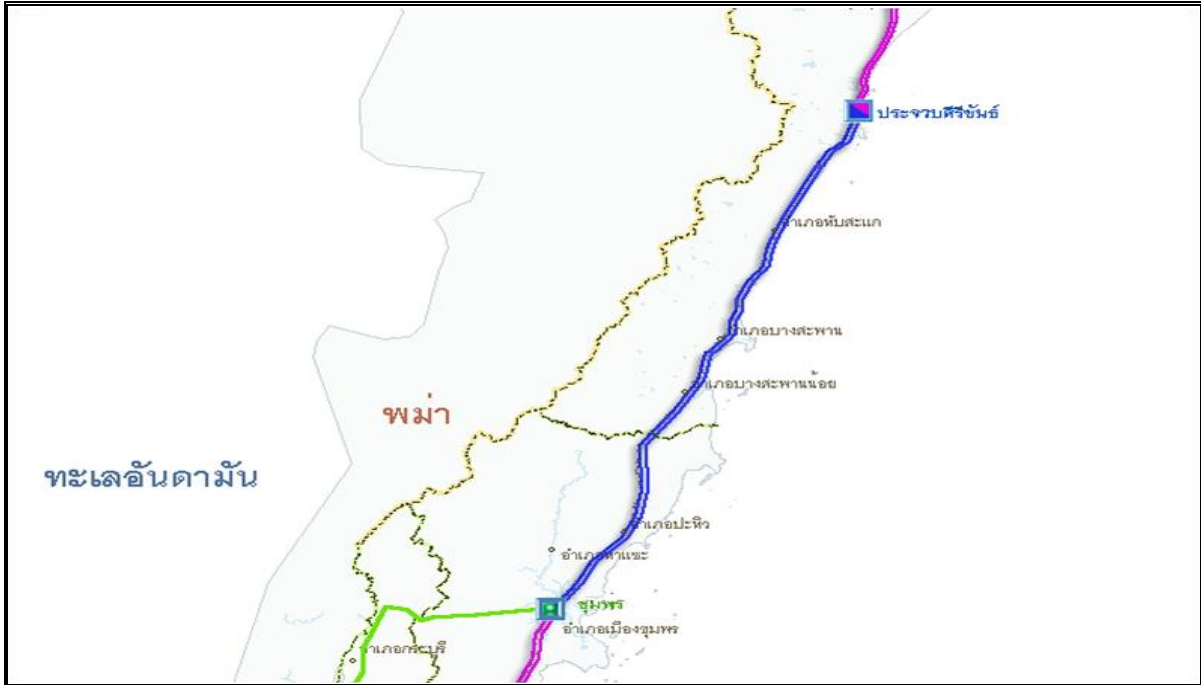 ประจวบคีรีขันธ์
อำเภอทับสะแก
อำเภอบางสะพาน
อำเภอบางสะพานน้อย
พม่า
ทะเลอันดามัน
อำเภอปะทิว
อำเภอท่าแซะ
ชุมพร
อำเภอเมืองชุมพร
อำเภอกระบุรี